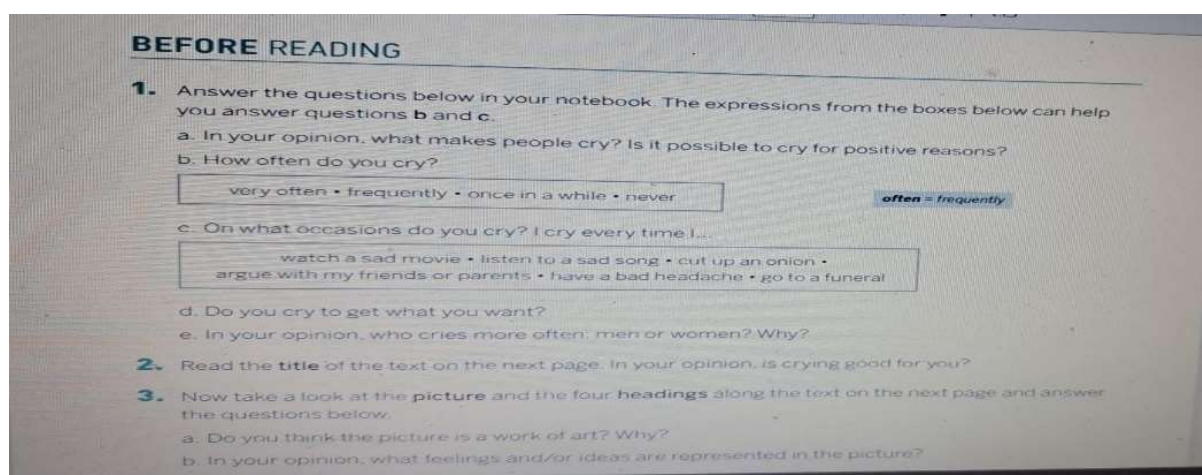 BEFORE READING
1. Answer the questions below in your notebook. The expressions from the boxes below can help
you answer questions b and c.
a. In your opinion, what makes people cry? Is it possible to cry for positive reasons?
b. How often do you cry?
very often • frequently • once in a while • never
often = frequently
c. On what occasions do you cry? I cry every time I...
watch a sad movie • listen to a sad song • cut up an onion •
argue with my friends or parents • have a bad headache • go to a funeral
d. Do you cry to get what you want?
e. In your opinion, who cries more often: men or women? Why?
2. Read the title of the text on the next page. In your opinion, is crying good for you?
3. Now take a look at the picture and the four headings along the text on the next page and answer
the questions below.
a. Do you think the picture is a work of art? Why?
b. In your opinion, what feelings and/or ideas are represented in the picture?